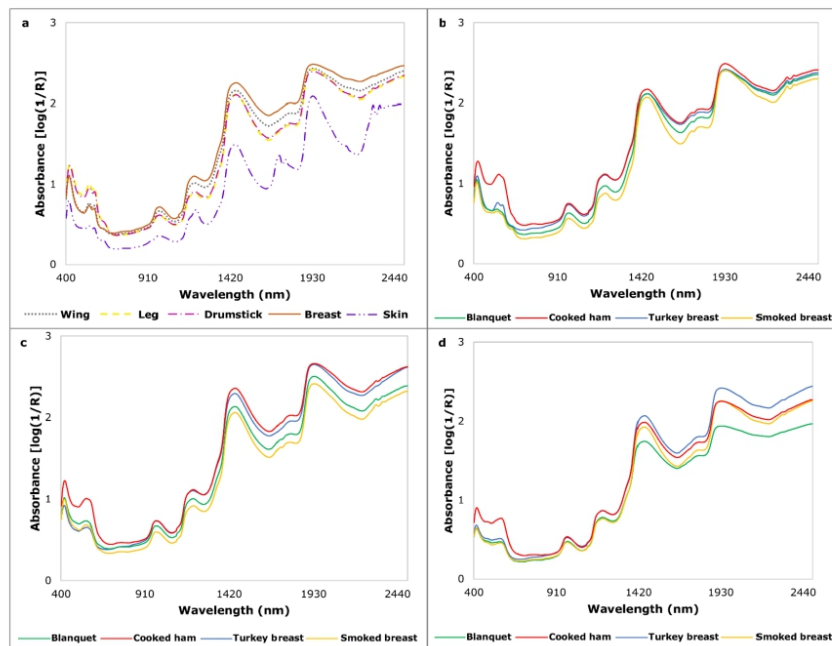 a
3
2
1
0
Absorbance [log(1/R)]
400 910 1420 1930 2440
Wavelength (nm)
Wing Leg Drumstick Breast Skin
b
3
2
1
0
Absorbance [log(1/R)]
400 910 1420 1930 2440
Wavelength (nm)
Blanquet Cooked ham Turkey breast Smoked breast
c
3
2
1
0
Absorbance [log(1/R)]
400 910 1420 1930 2440
Wavelength (nm)
Blanquet Cooked ham Turkey breast Smoked breast
d
3
2
1
0
Absorbance [log(1/R)]
400 910 1420 1930 2440
Wavelength (nm)
Blanquet Cooked ham Turkey breast Smoked breast